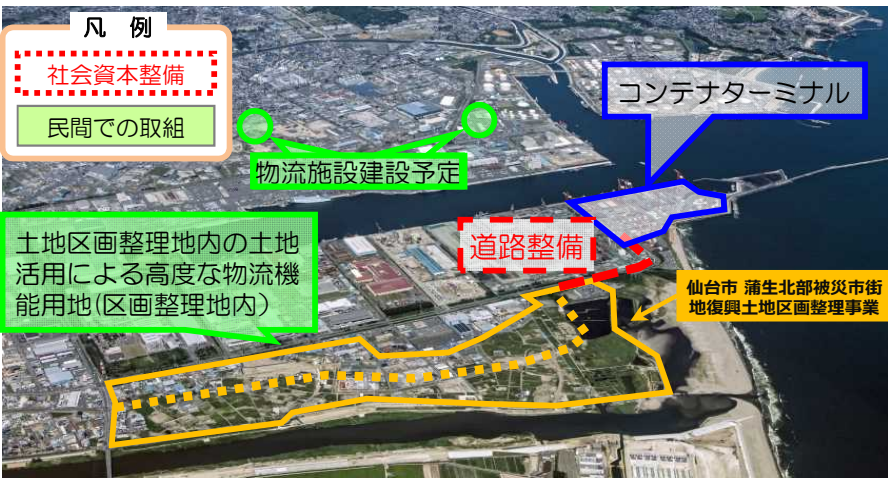 凡 例
社会資本整備
民間での取組
コンテナターミナル
物流施設建設予定
土地区画整理地内の土地
活用による高度な物流機
能用地(区画整理地内)
道路整備
仙台市 蒲生北部被災市街
地復興土地区画整理事業